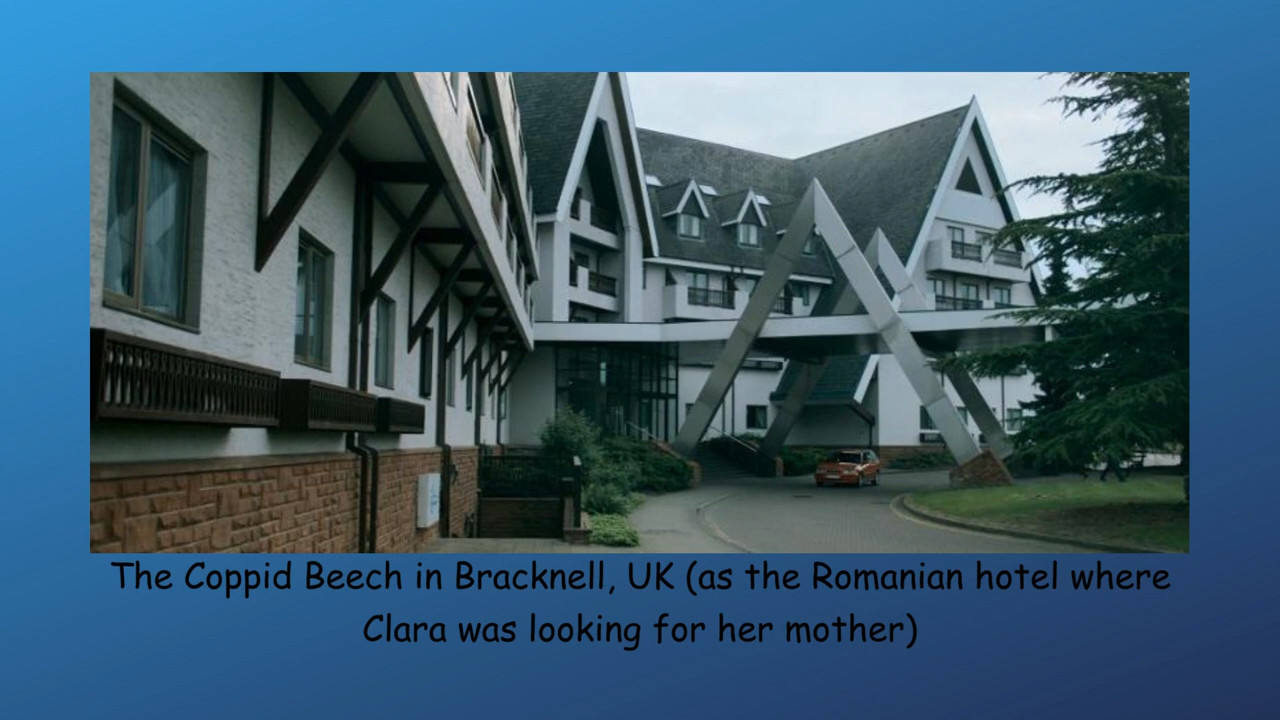 The Coppid Beech in Bracknell, UK (as the Romanian hotel where
Clara was looking for her mother)